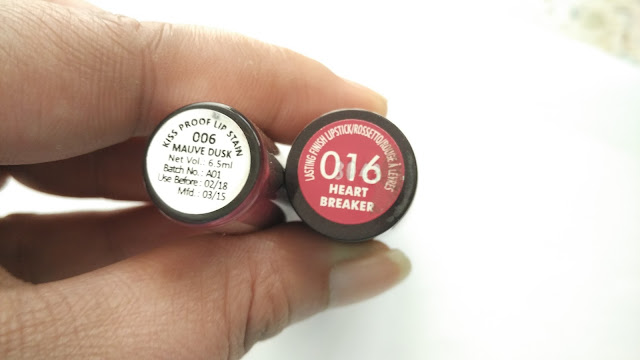 KISS PROOF LIP STAIN
006
MAUVE DUSK
Net Vol.: 6.5ml
Batch No.: A01
Use Before: 02/18
Mfd.: 03/15
LASTING FINISH LIPSTICK/ROSSETTO/ROUGE À LÈVRES
016
HEART
BREAKER